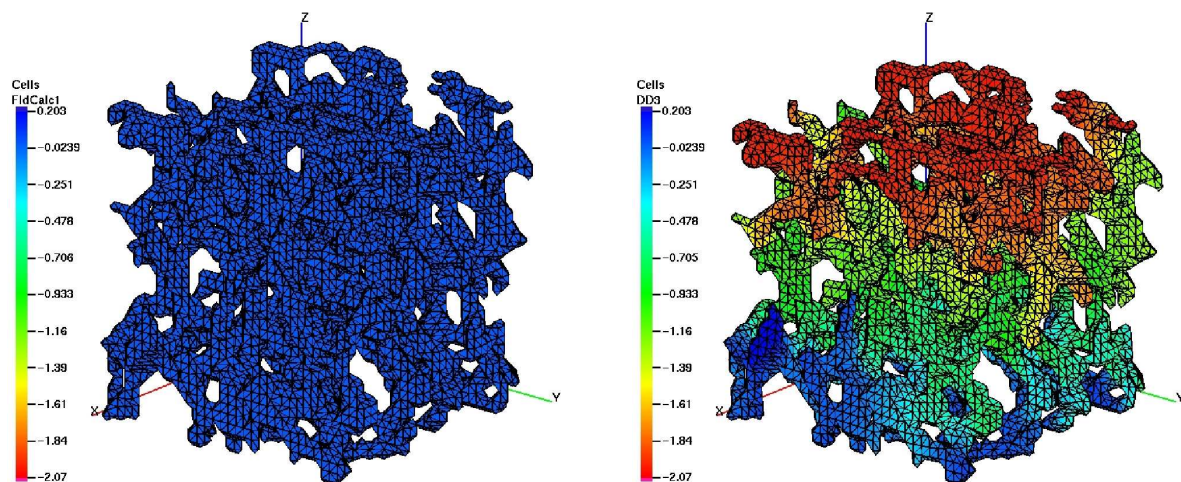 Z
Cells
FldCalc1
0.203
-0.0239
-0.251
-0.478
-0.706
-0.933
-1.16
-1.39
-1.61
-1.84
-2.07
X
Y
Z
Cells
DD3
0.203
-0.0239
-0.251
-0.478
-0.705
-0.933
-1.16
-1.39
-1.61
-1.84
-2.07
X
Y